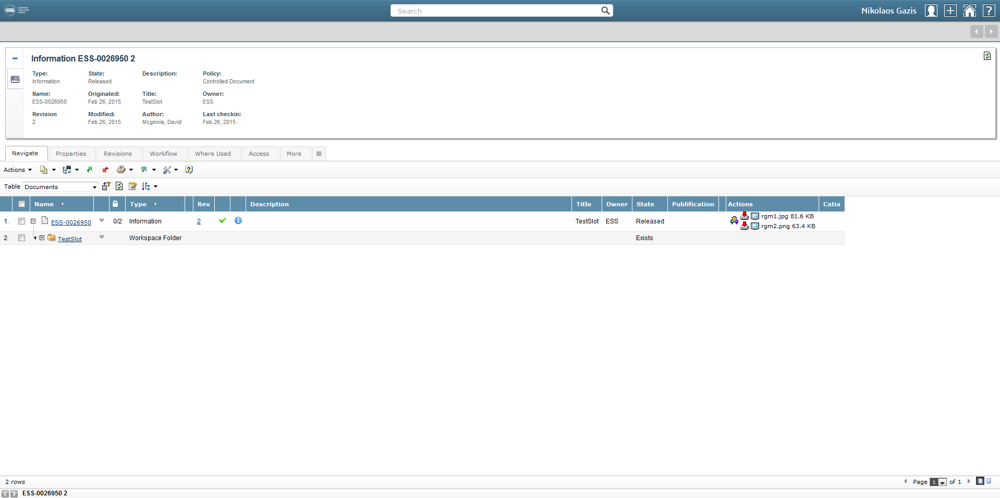 ess EUROPEAN SPALLATION SOURCE
Search
Nikolaos Gazis
Information ESS-0026950 2
Type: State: Description: Policy:
Information Released Controlled Document
Name: Originated: Title: Owner:
ESS-0026950 Feb 26, 2015 TestSlot ESS
Revision Modified: Author: Last checkin:
2 Feb 26, 2015 Mcginnis, David Feb 26, 2015
Navigate Properties Revisions Workflow Where Used Access More
Actions
Table Documents
Name Type Rev Description Title Owner State Publification Actions Catia
1. ESS-0026950 0/2 Information 2 TestSlot ESS Released rgm1.jpg 81.6 KB
rgm2.png 63.4 KB
2. TestSlot Workspace Folder Exists
2 rows Page 1 of 1
ESS-0026950 2